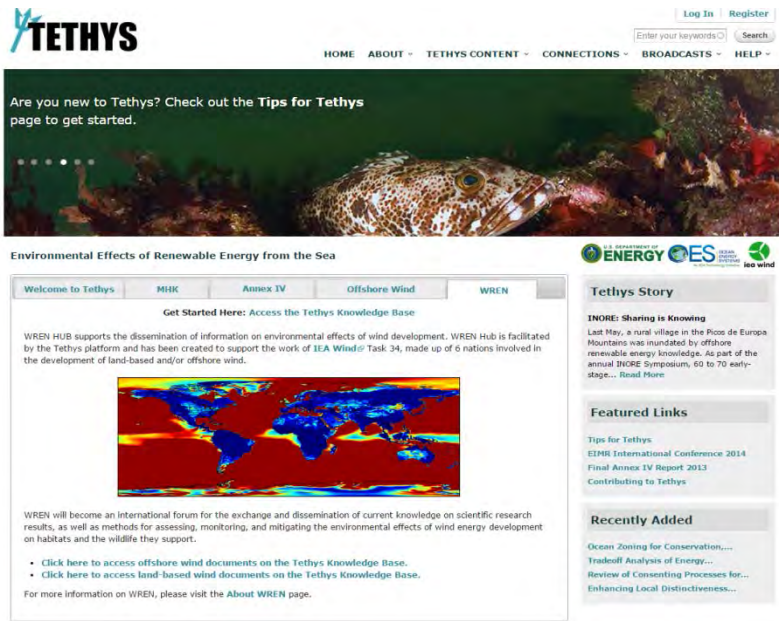 Log In Register
TETHYS
Enter your keywords Search
HOME ABOUT TETHYS CONTENT CONNECTIONS BROADCASTS HELP
Are you new to Tethys? Check out the Tips for Tethys
page to get started.
Environmental Effects of Renewable Energy from the Sea
U.S. DEPARTMENT OF
ENERGY
OES OCEAN ENERGY SYSTEMS
iea wind
Welcome to Tethys MHK Annex IV Offshore Wind WREN
Get Started Here: Access the Tethys Knowledge Base
WREN HUB supports the dissemination of information on environmental effects of wind development. WREN Hub is facilitated
by the Tethys platform and has been created to support the work of IEA Wind Task 34, made up of 6 nations involved in
the development of land-based and/or offshore wind.
WREN will become an international forum for the exchange and dissemination of current knowledge on scientific research
results, as well as methods for assessing, monitoring, and mitigating the environmental effects of wind energy development
on habitats and the wildlife they support.
• Click here to access offshore wind documents on the Tethys Knowledge Base.
• Click here to access land-based wind documents on the Tethys Knowledge Base.
For more information on WREN, please visit the About WREN page.
Tethys Story
INORE: Sharing is Knowing
Last May, a rural village in the Picos de Europa
Mountains was inundated by offshore
renewable energy knowledge. As part of the
annual INORE Symposium, 60 to 70 early-
stage... Read More
Featured Links
Tips for Tethys
EIMR International Conference 2014
Final Annex IV Report 2013
Contributing to Tethys
Recently Added
Ocean Zoning for Conservation,...
Tradeoff Analysis of Energy...
Review of Consenting Processes for...
Enhancing Local Distinctiveness...